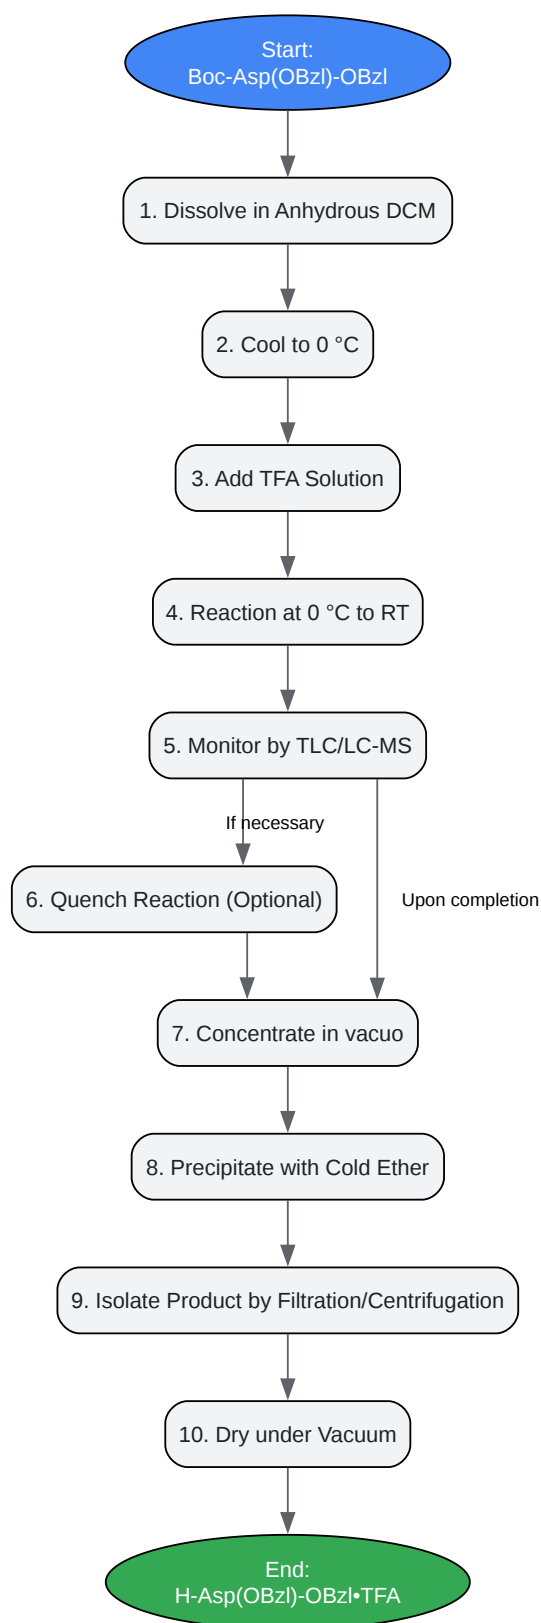 Start:
Boc-Asp(OBzl)-OBzl
1. Dissolve in Anhydrous DCM
2. Cool to 0 °C
3. Add TFA Solution
4. Reaction at 0 °C to RT
5. Monitor by TLC/LC-MS
If necessary
6. Quench Reaction (Optional)
Upon completion
7. Concentrate in vacuo
8. Precipitate with Cold Ether
9. Isolate Product by Filtration/Centrifugation
10. Dry under Vacuum
End:
H-Asp(OBzl)-OBzl•TFA